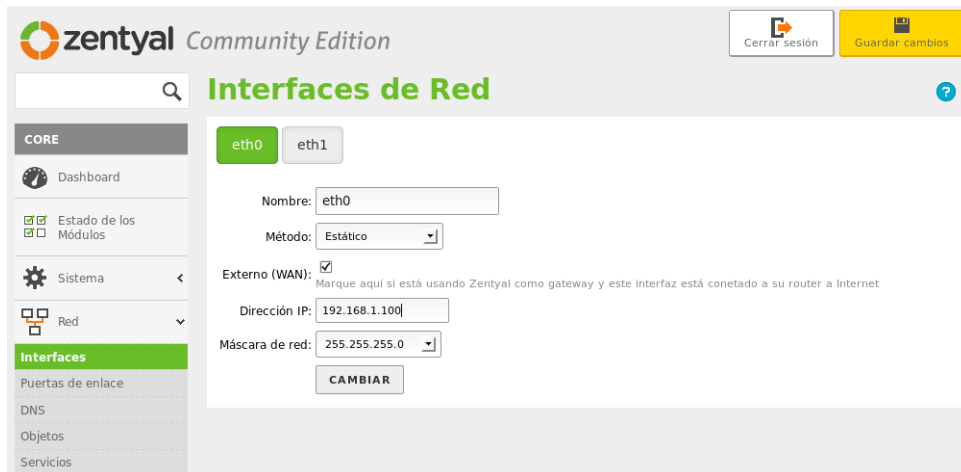 zentyal Community Edition
Cerrar sesión
Guardar cambios
Interfaces de Red
?
CORE
Dashboard
Estado de los
Módulos
Sistema
Red
Interfaces
Puertas de enlace
DNS
Objetos
Servicios
eth0 eth1
Nombre: eth0
Método: Estático
Externo (WAN):
Marque aquí si está usando Zentyal como gateway y este interfaz está conetado a su router a Internet
Dirección IP: 192.168.1.100
Máscara de red: 255.255.255.0
CAMBIAR